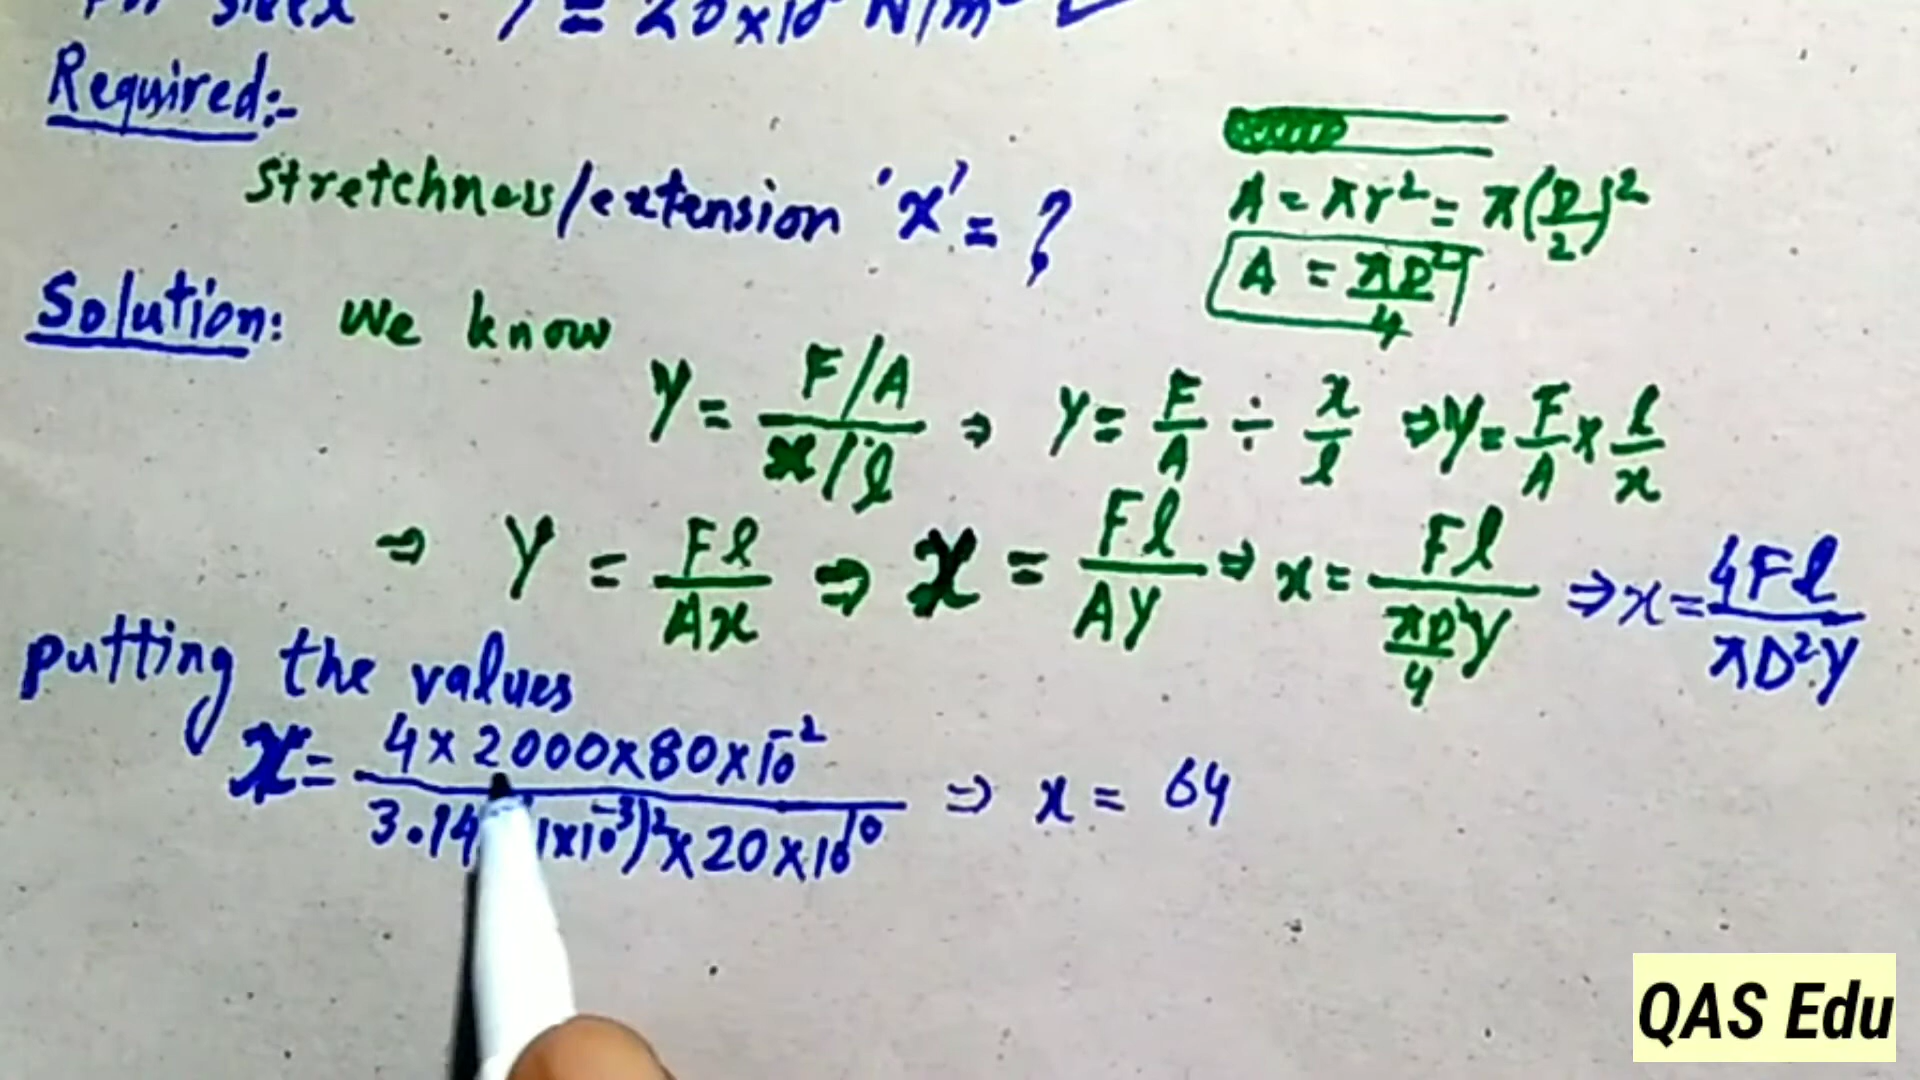 Y = 20×10 N/m
Required:-
stretchness/extension 'x' = ?
A = πr² = π(D/2)²
A = πD²/4
Solution: we know
Y = F/A / x/l ⇒ Y = F/A ÷ x/l ⇒ Y = F/A × l/x
⇒ Y = Fl/Ax ⇒ x = Fl/AY ⇒ x = Fl/(πD²/4 Y) ⇒ x = 4Fl/πD²Y
putting the values
x = 4×2000×80×10⁻² / 3.14 (1×10⁻³)²×20×10¹⁰ ⇒ x = 64
QAS Edu